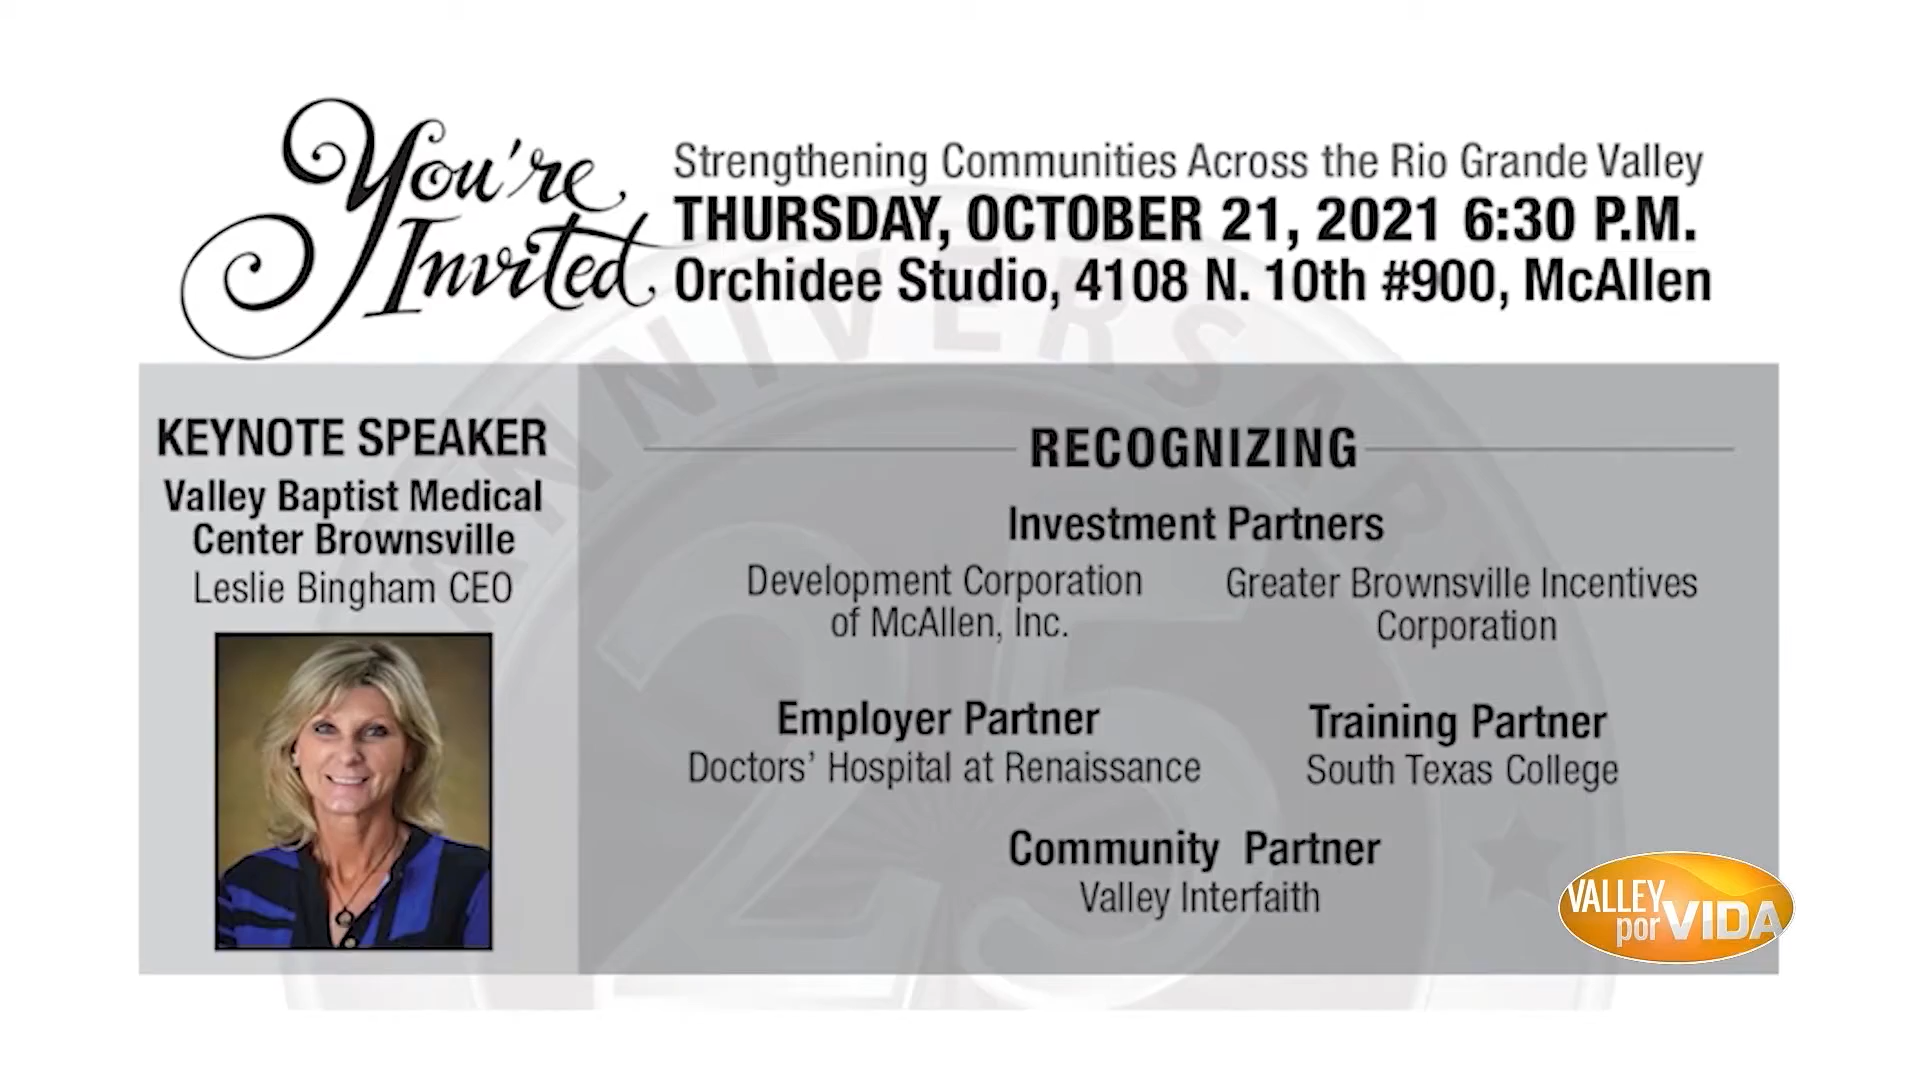 You're
Invited
Strengthening Communities Across the Rio Grande Valley
THURSDAY, OCTOBER 21, 2021 6:30 P.M.
Orchidee Studio, 4108 N. 10th #900, McAllen
ANNIVERSARY
25
KEYNOTE SPEAKER
Valley Baptist Medical
Center Brownsville
Leslie Bingham CEO
RECOGNIZING
Investment Partners
Development Corporation
of McAllen, Inc.
Greater Brownsville Incentives
Corporation
Employer Partner
Doctors' Hospital at Renaissance
Training Partner
South Texas College
Community Partner
Valley Interfaith
VALLEY
por VIDA